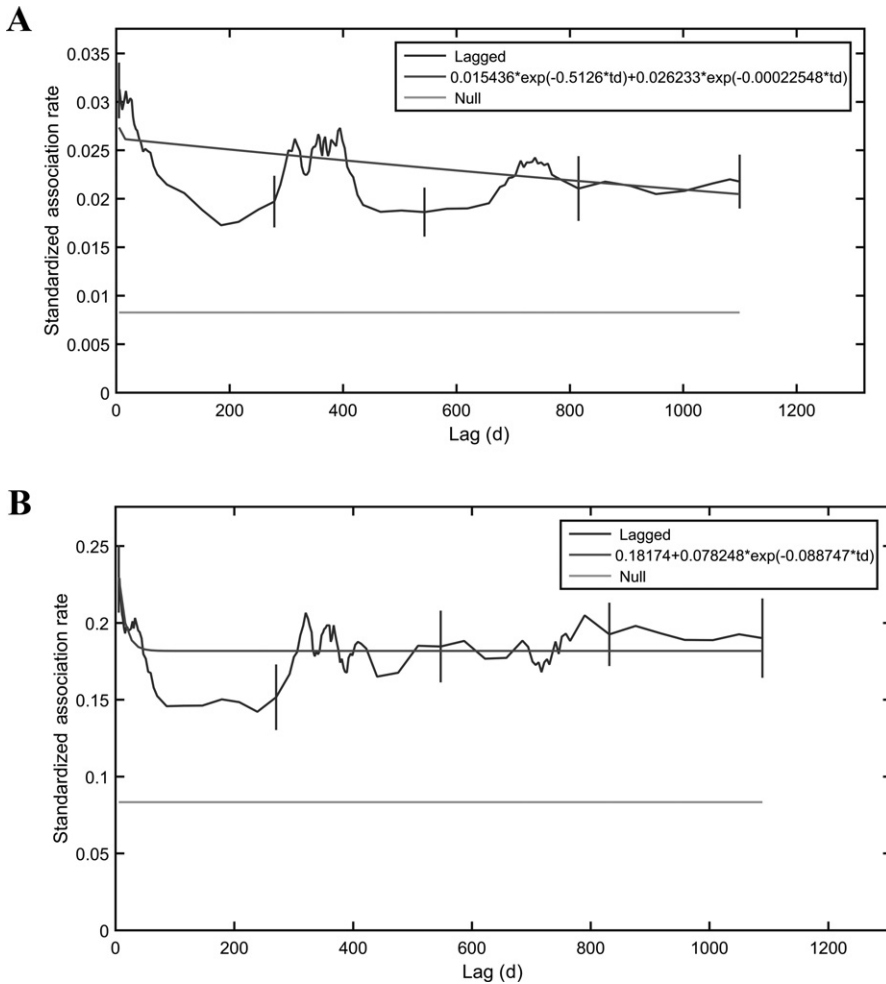 A
0.035
0.03
0.025
0.02
0.015
0.01
0.005
0
Standardized association rate
Lagged
0.015436*exp(-0.5126*td)+0.026233*exp(-0.00022548*td)
Null
0 200 400 600 800 1000 1200
Lag (d)
B
0.25
0.2
0.15
0.1
0.05
0
Standardized association rate
Lagged
0.18174+0.078248*exp(-0.088747*td)
Null
0 200 400 600 800 1000 1200
Lag (d)